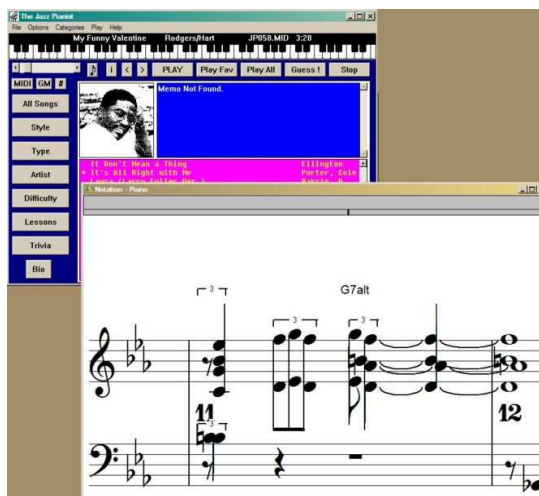 The Jazz Pianist
File Options Categories Play Help
My Funny Valentine Rodgers/Hart JP058.MID 3:28
i < > PLAY Play Fav Play All Guess ! Stop
MIDI GM #
All Songs
Style
Type
Artist
Difficulty
Lessons
Trivia
Bio
Memo Not Found.
It Don't Mean a Thing Ellington
* It's All Right with Me Porter, Cole
Notation - Piano
3 3 G7alt 3
11 12
3